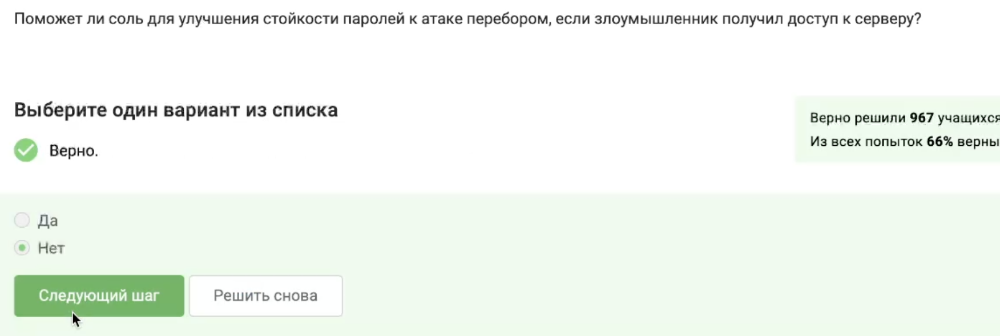 Поможет ли соль для улучшения стойкости паролей к атаке перебором, если злоумышленник получил доступ к серверу?
Выберите один вариант из списка
Верно.
Верно решили 967 учащихся
Из всех попыток 66% верны
Да
Нет
Следующий шаг
Решить снова